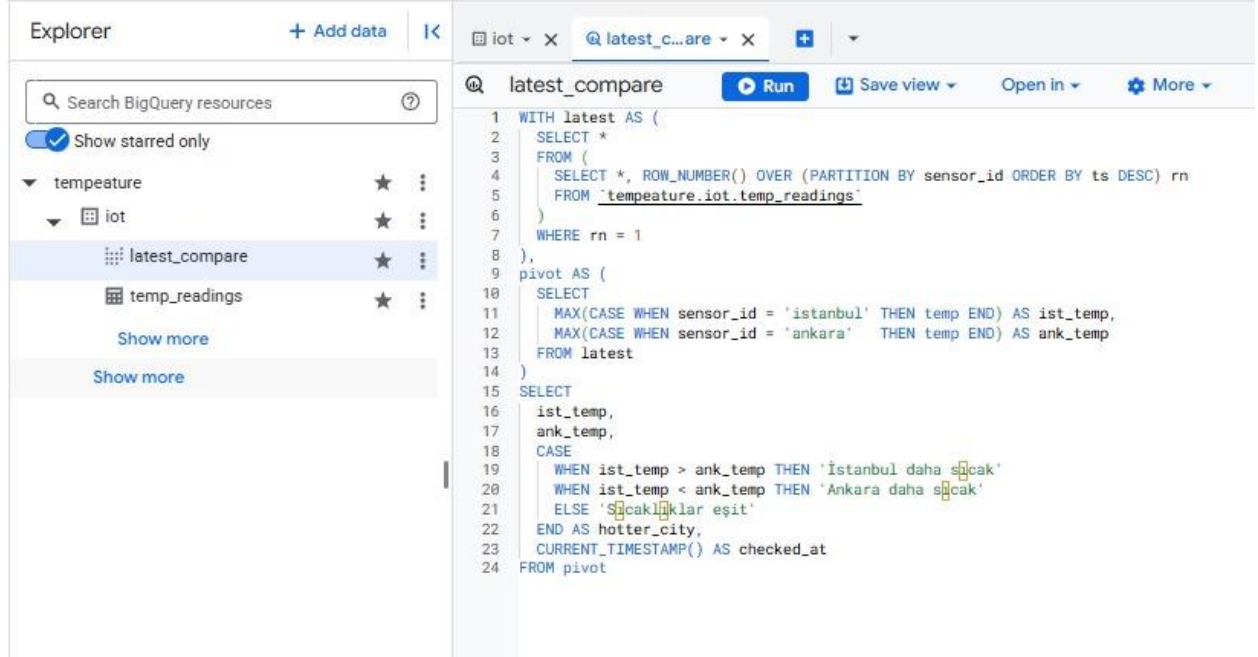 Explorer
+ Add data
iot
latest_c...are
Search BigQuery resources
Show starred only
tempeature
iot
latest_compare
temp_readings
Show more
Show more
latest_compare
Run
Save view
Open in
More
1 WITH latest AS (
2 SELECT *
3 FROM (
4 SELECT *, ROW_NUMBER() OVER (PARTITION BY sensor_id ORDER BY ts DESC) rn
5 FROM `tempeature.iot.temp_readings`
6 )
7 WHERE rn = 1
8 ),
9 pivot AS (
10 SELECT
11 MAX(CASE WHEN sensor_id = 'istanbul' THEN temp END) AS ist_temp,
12 MAX(CASE WHEN sensor_id = 'ankara' THEN temp END) AS ank_temp
13 FROM latest
14 )
15 SELECT
16 ist_temp,
17 ank_temp,
18 CASE
19 WHEN ist_temp > ank_temp THEN 'İstanbul daha sıcak'
20 WHEN ist_temp < ank_temp THEN 'Ankara daha sıcak'
21 ELSE 'Sıcaklıklar eşit'
22 END AS hotter_city,
23 CURRENT_TIMESTAMP() AS checked_at
24 FROM pivot